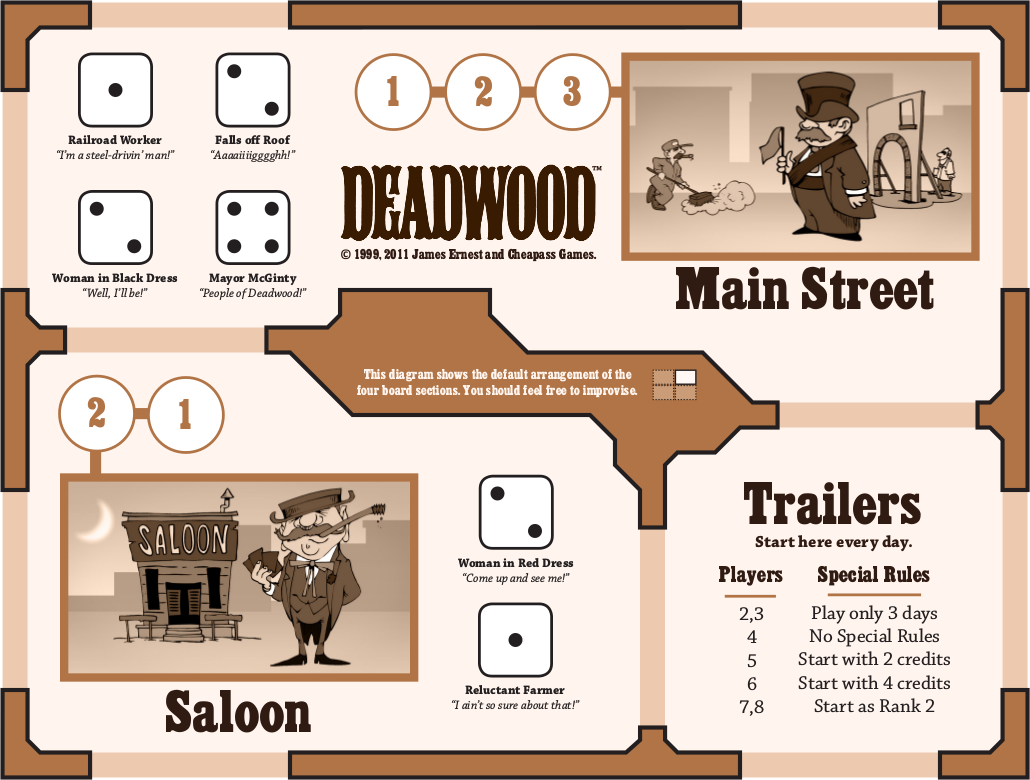 Railroad Worker
“I’m a steel-drivin’ man!”
Falls off Roof
“Aaaaiiiigggghh!”
Woman in Black Dress
“Well, I’ll be!”
Mayor McGinty
“People of Deadwood!”
1 2 3
DEADWOOD™
© 1999, 2011 James Ernest and Cheapass Games.
Main Street
This diagram shows the default arrangement of the
four board sections. You should feel free to improvise.
2 1
SALOON
Saloon
Woman in Red Dress
“Come up and see me!”
Reluctant Farmer
“I ain’t so sure about that!”
Trailers
Start here every day.
Players Special Rules
2,3 Play only 3 days
4 No Special Rules
5 Start with 2 credits
6 Start with 4 credits
7,8 Start as Rank 2